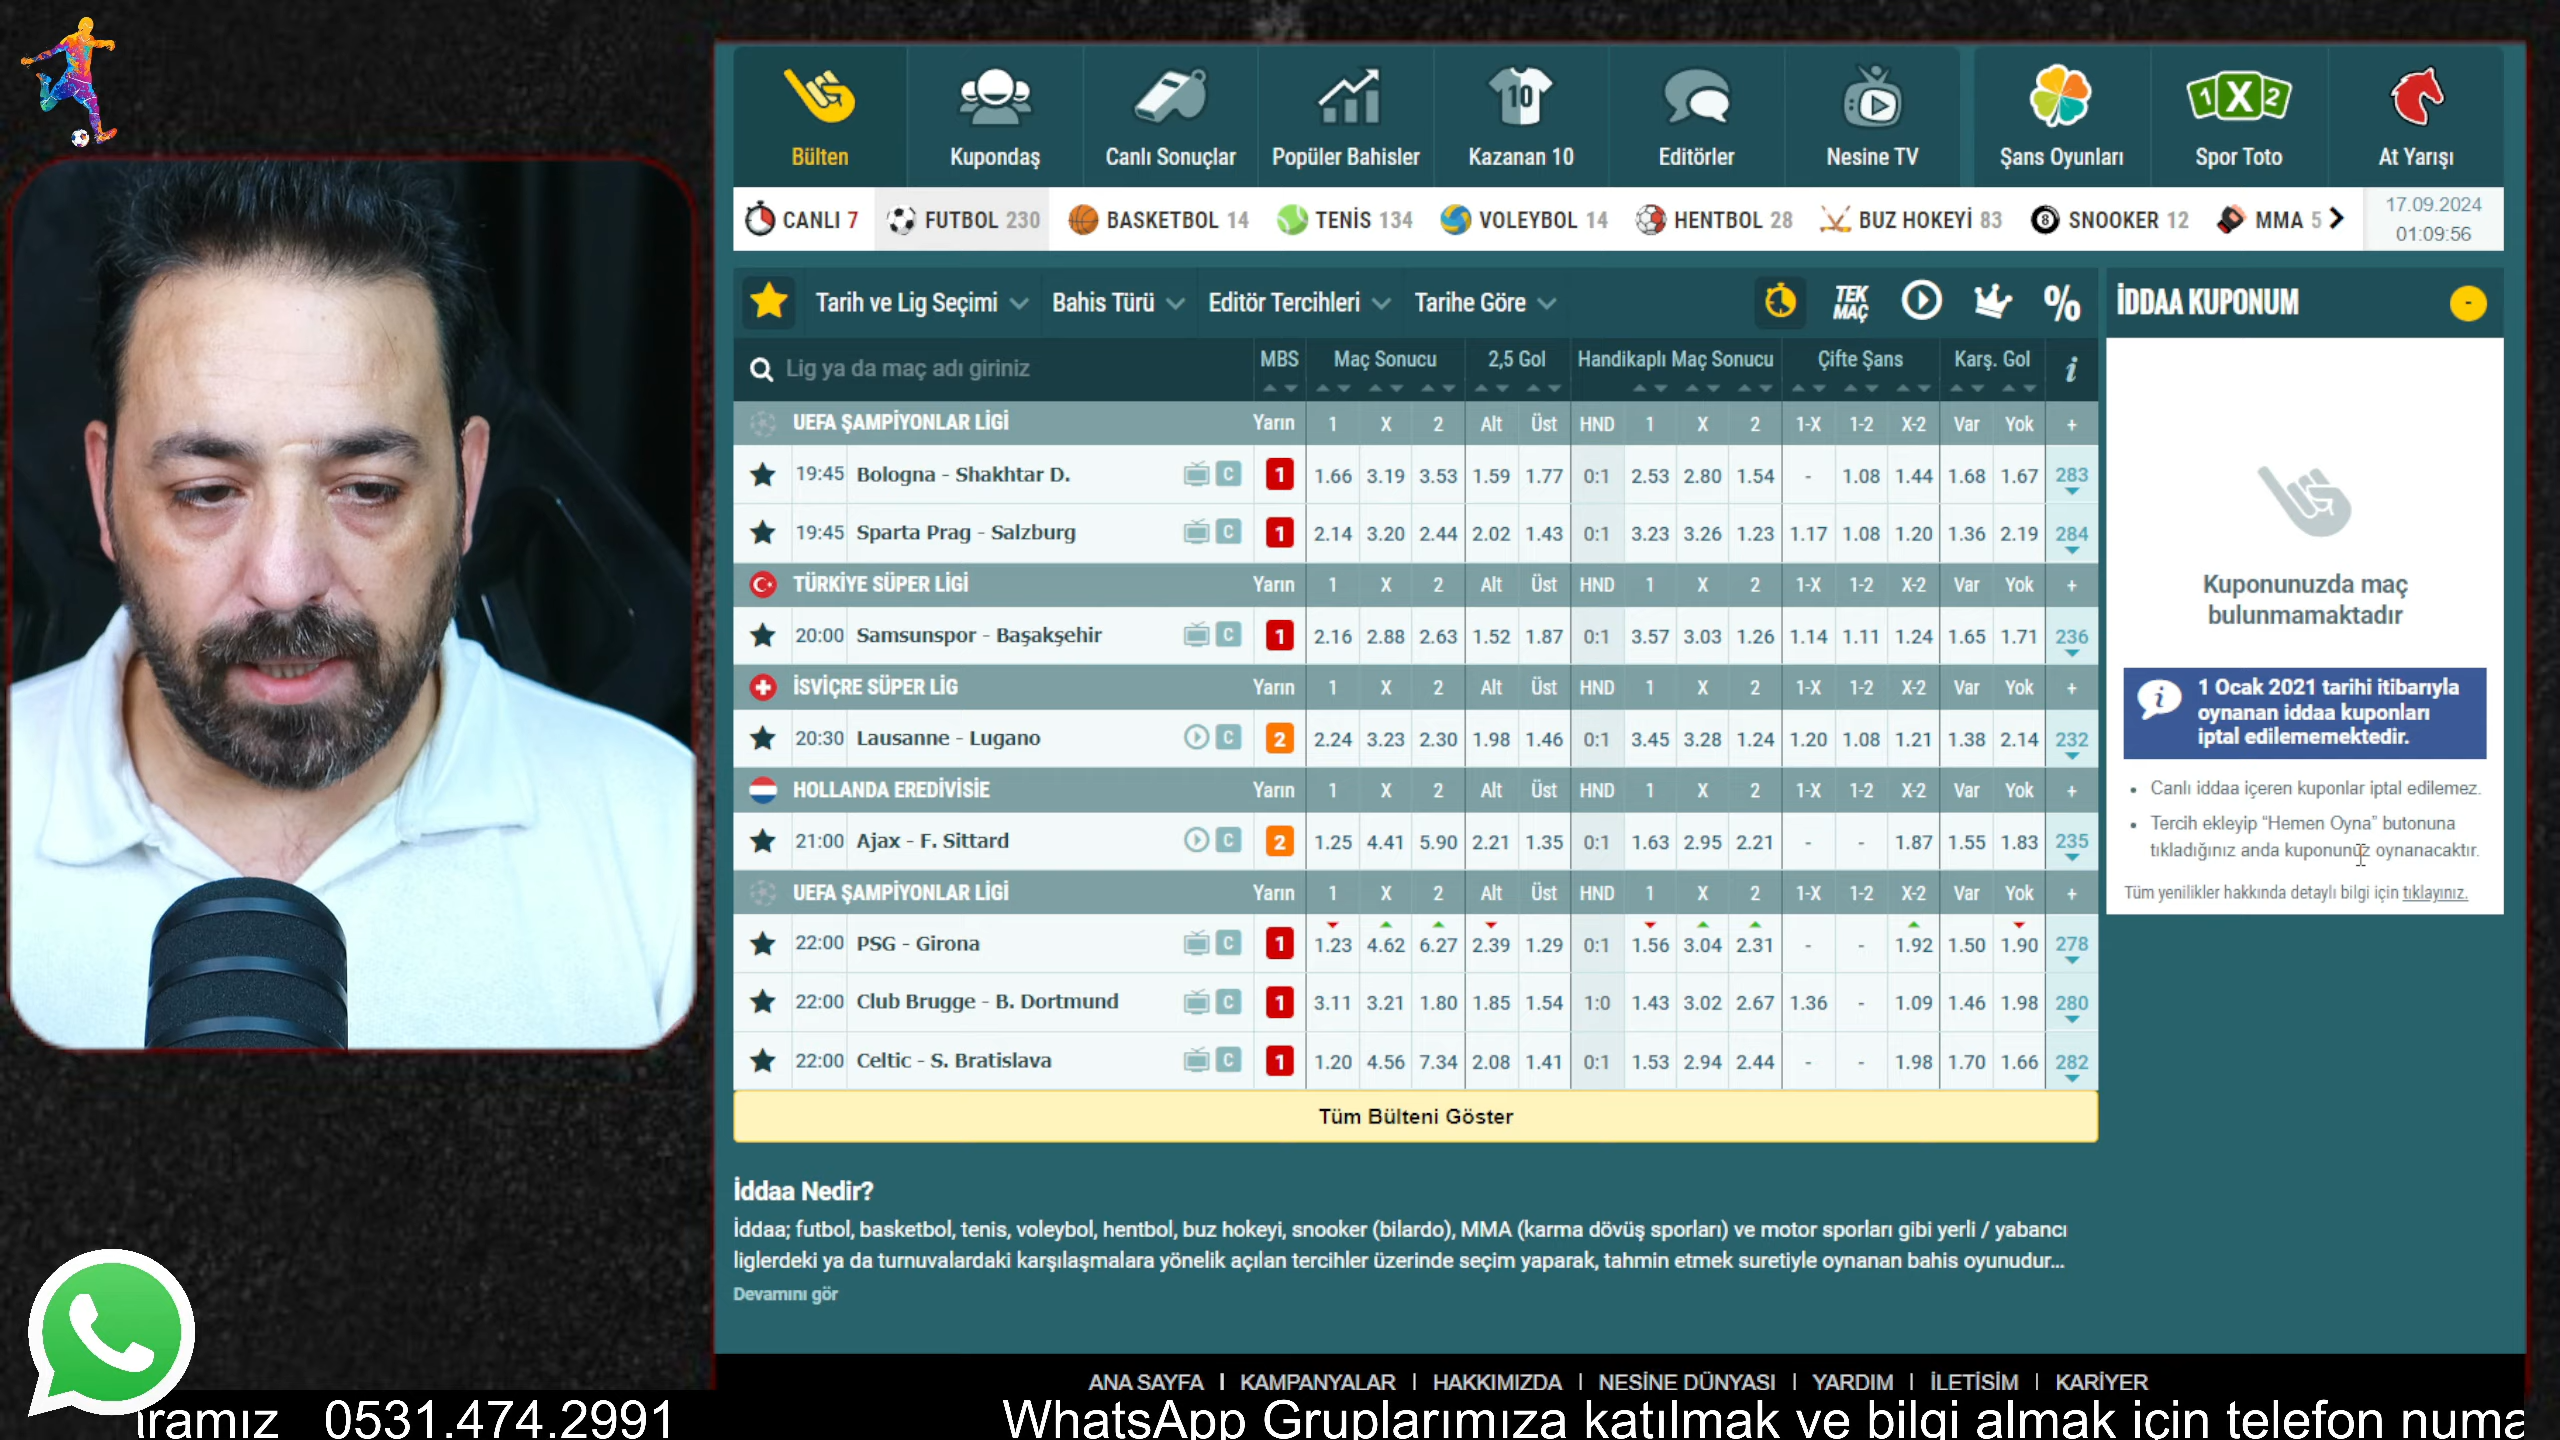 Bülten
Kupondaş
Canlı Sonuçlar
Popüler Bahisler
10
Kazanan 10
Editörler
Nesine TV
Şans Oyunları
1 X 2
Spor Toto
At Yarışı
CANLI 7
FUTBOL 230
BASKETBOL 14
TENİS 134
VOLEYBOL 14
HENTBOL 28
BUZ HOKEYİ 83
8
SNOOKER 12
MMA 5
17.09.2024
01:09:56
Tarih ve Lig Seçimi
Bahis Türü
Editör Tercihleri
Tarihe Göre
TEK
MAÇ
%
Lig ya da maç adı giriniz
MBS Maç Sonucu 2,5 Gol Handikaplı Maç Sonucu Çifte Şans Karş. Gol i
UEFA ŞAMPİYONLAR LİGİ Yarın 1 X 2 Alt Üst HND 1 X 2 1-X 1-2 X-2 Var Yok +
19:45 Bologna - Shakhtar D. C 1 1.66 3.19 3.53 1.59 1.77 0:1 2.53 2.80 1.54 - 1.08 1.44 1.68 1.67 283
19:45 Sparta Prag - Salzburg C 1 2.14 3.20 2.44 2.02 1.43 0:1 3.23 3.26 1.23 1.17 1.08 1.20 1.36 2.19 284
TÜRKİYE SÜPER LİGİ Yarın 1 X 2 Alt Üst HND 1 X 2 1-X 1-2 X-2 Var Yok +
20:00 Samsunspor - Başakşehir C 1 2.16 2.88 2.63 1.52 1.87 0:1 3.57 3.03 1.26 1.14 1.11 1.24 1.65 1.71 236
İSVİÇRE SÜPER LİG Yarın 1 X 2 Alt Üst HND 1 X 2 1-X 1-2 X-2 Var Yok +
20:30 Lausanne - Lugano C 2 2.24 3.23 2.30 1.98 1.46 0:1 3.45 3.28 1.24 1.20 1.08 1.21 1.38 2.14 232
HOLLANDA EREDİVİSİE Yarın 1 X 2 Alt Üst HND 1 X 2 1-X 1-2 X-2 Var Yok +
21:00 Ajax - F. Sittard C 2 1.25 4.41 5.90 2.21 1.35 0:1 1.63 2.95 2.21 - - 1.87 1.55 1.83 235
UEFA ŞAMPİYONLAR LİGİ Yarın 1 X 2 Alt Üst HND 1 X 2 1-X 1-2 X-2 Var Yok +
22:00 PSG - Girona C 1 1.23 4.62 6.27 2.39 1.29 0:1 1.56 3.04 2.31 - - 1.92 1.50 1.90 278
22:00 Club Brugge - B. Dortmund C 1 3.11 3.21 1.80 1.85 1.54 1:0 1.43 3.02 2.67 1.36 - 1.09 1.46 1.98 280
22:00 Celtic - S. Bratislava C 1 1.20 4.56 7.34 2.08 1.41 0:1 1.53 2.94 2.44 - - 1.98 1.70 1.66 282
Tüm Bülteni Göster
İDDAA KUPONUM
-
Kuponunuzda maç
bulunmamaktadır
i
1 Ocak 2021 tarihi itibarıyla
oynanan iddaa kuponları
iptal edilememektedir.
• Canlı iddaa içeren kuponlar iptal edilemez.
• Tercih ekleyip “Hemen Oyna” butonuna
tıkladığınız anda kuponunuz oynanacaktır.
Tüm yenilikler hakkında detaylı bilgi için tıklayınız.
İddaa Nedir?
İddaa; futbol, basketbol, tenis, voleybol, hentbol, buz hokeyi, snooker (bilardo), MMA (karma dövüş sporları) ve motor sporları gibi yerli / yabancı
liglerdeki ya da turnuvalardaki karşılaşmalara yönelik açılan tercihler üzerinde seçim yaparak, tahmin etmek suretiyle oynanan bahis oyunudur...
Devamını gör
ANA SAYFA | KAMPANYALAR | HAKKIMIZDA | NESİNE DÜNYASI | YARDIM | İLETİSİM | KARİYER
ıramız 0531.474.2991 WhatsApp Gruplarımıza katılmak ve bilgi almak için telefon numa